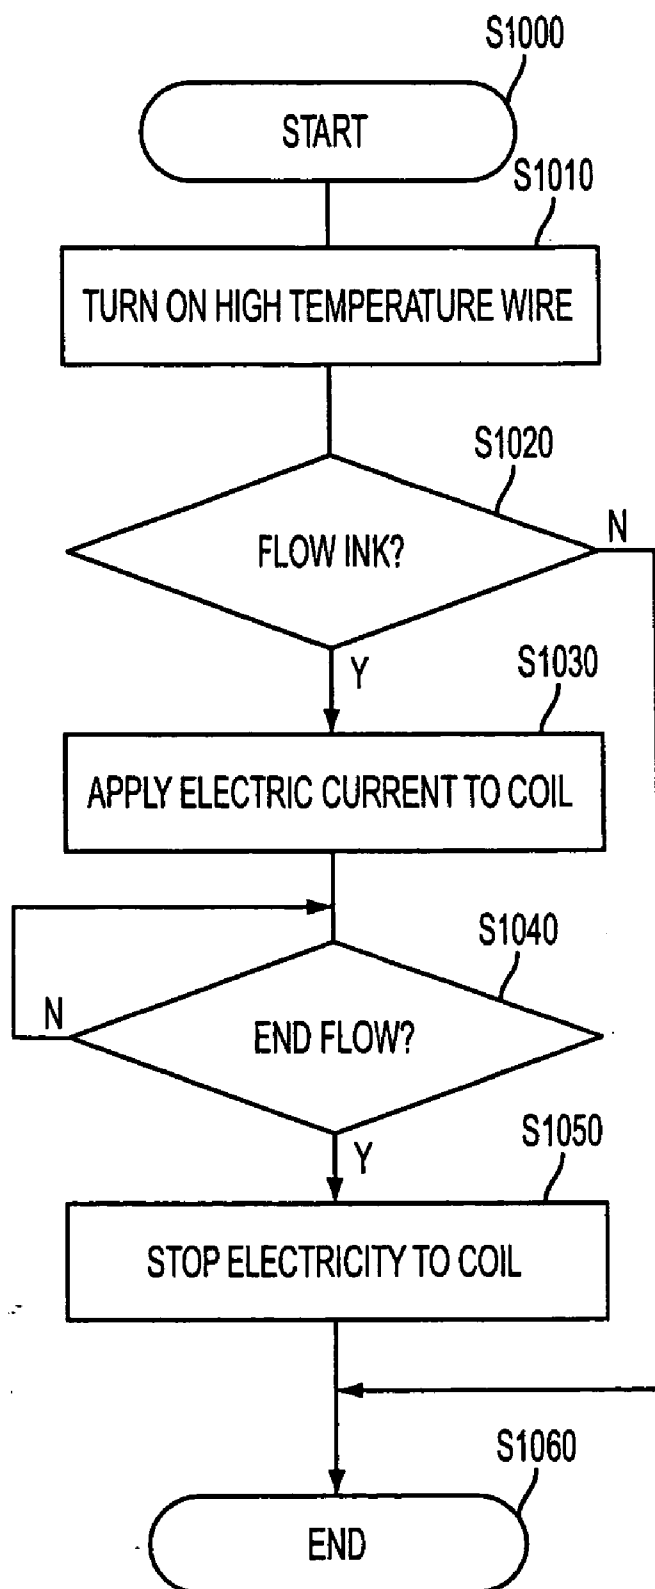 S1000
START
S1010
TURN ON HIGH TEMPERATURE WIRE
S1020
FLOW INK?
N
Y
S1030
APPLY ELECTRIC CURRENT TO COIL
S1040
N
END FLOW?
Y
S1050
STOP ELECTRICITY TO COIL
S1060
END